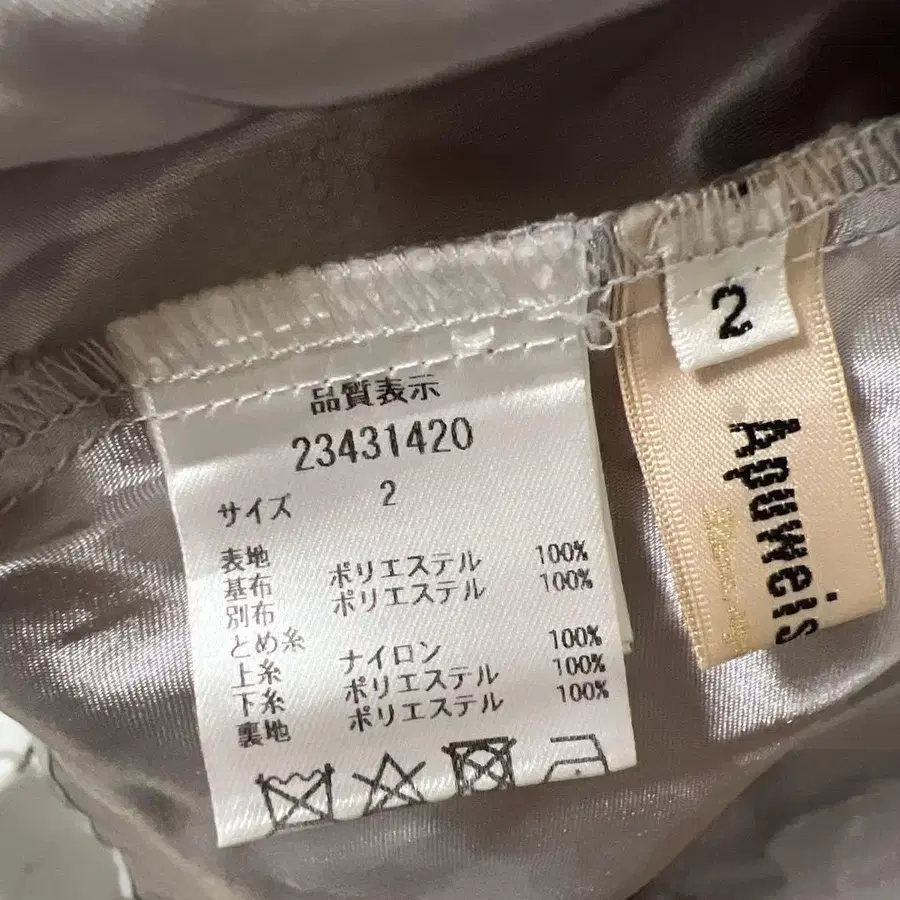 品質表示
23431420
サイズ 2
表地
基布 ポリエステル 100%
別布 ポリエステル 100%
とめ糸
上糸 ナイロン 100%
下糸 ポリエステル 100%
裏地 ポリエステル 100%
2
Apuweis